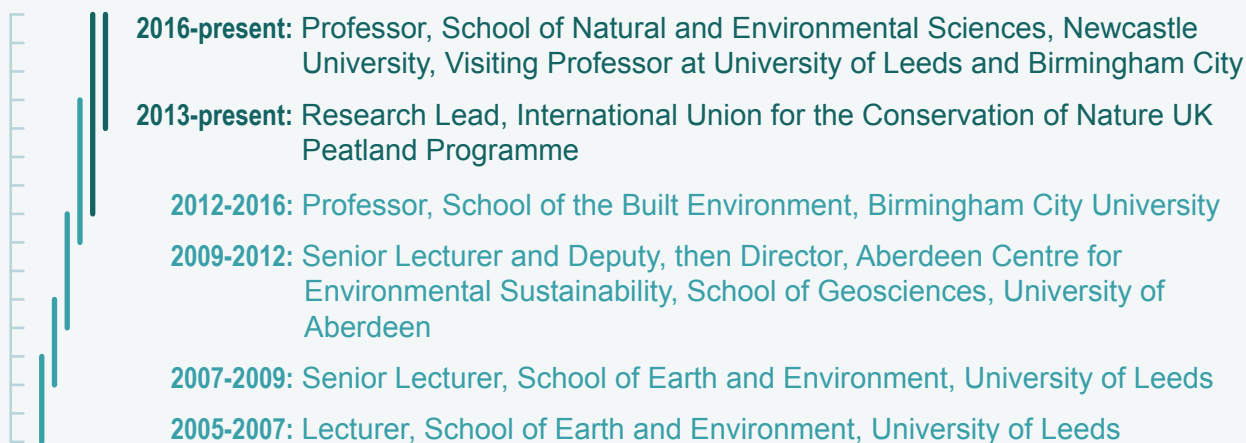 2016-present: Professor, School of Natural and Environmental Sciences, Newcastle
University, Visiting Professor at University of Leeds and Birmingham City
2013-present: Research Lead, International Union for the Conservation of Nature UK
Peatland Programme
2012-2016: Professor, School of the Built Environment, Birmingham City University
2009-2012: Senior Lecturer and Deputy, then Director, Aberdeen Centre for
Environmental Sustainability, School of Geosciences, University of
Aberdeen
2007-2009: Senior Lecturer, School of Earth and Environment, University of Leeds
2005-2007: Lecturer, School of Earth and Environment, University of Leeds